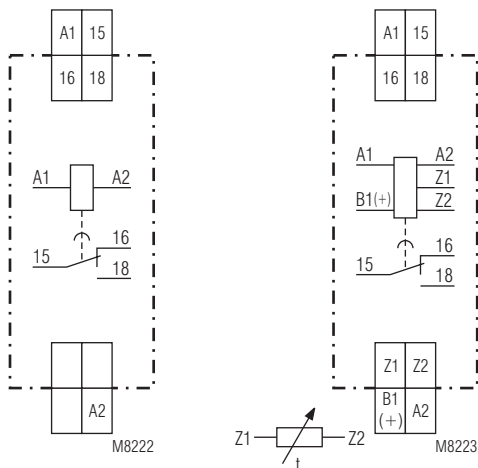 A1 15
16 18
A1 A2
15 16
18
A2
M8222
A1 15
16 18
A1 A2
Z1
B1(+) Z2
16
15
18
Z1 Z2
B1 (+) A2
Z1 Z2
t
M8223